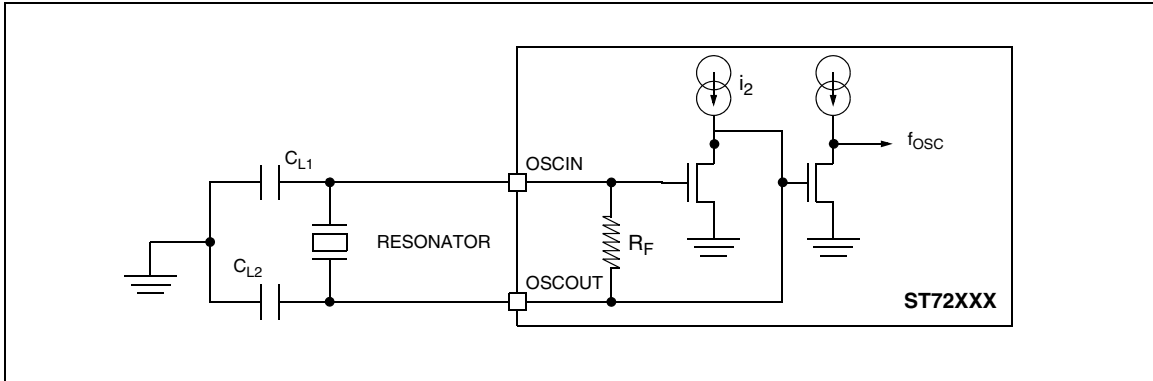 i2
fOSC
CL1
OSCIN
RESONATOR
RF
CL2
OSCOUT
ST72XXX